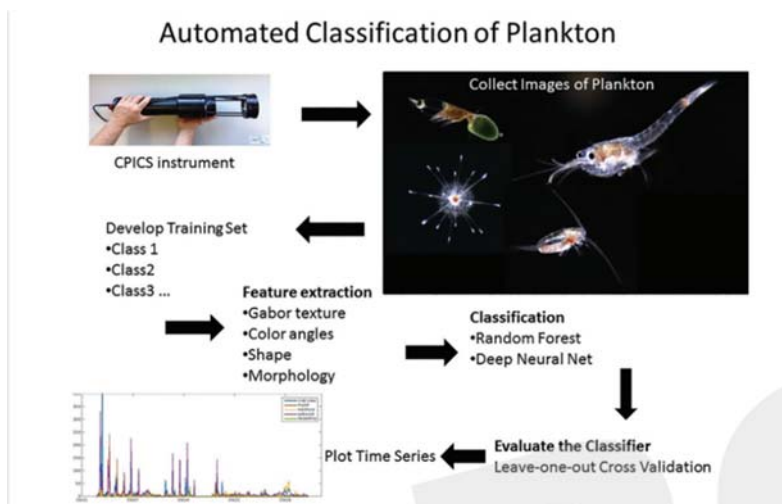 Automated Classification of Plankton
CPICS instrument
Collect Images of Plankton
Develop Training Set
•Class 1
•Class2
•Class3 ...
Feature extraction
•Gabor texture
•Color angles
•Shape
•Morphology
Classification
•Random Forest
•Deep Neural Net
Evaluate the Classifier
Leave-one-out Cross Validation
Plot Time Series